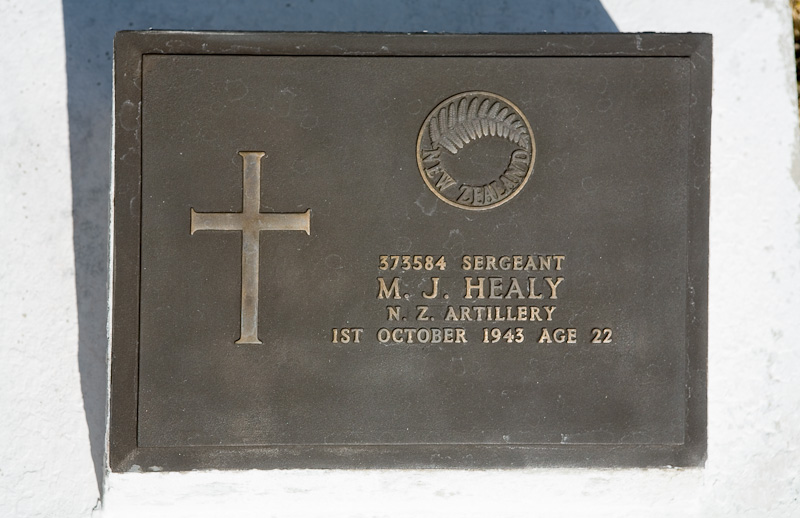 NEW ZEALAND
373584 SERGEANT
M. J. HEALY
N. Z. ARTILLERY
1ST OCTOBER 1943 AGE 22